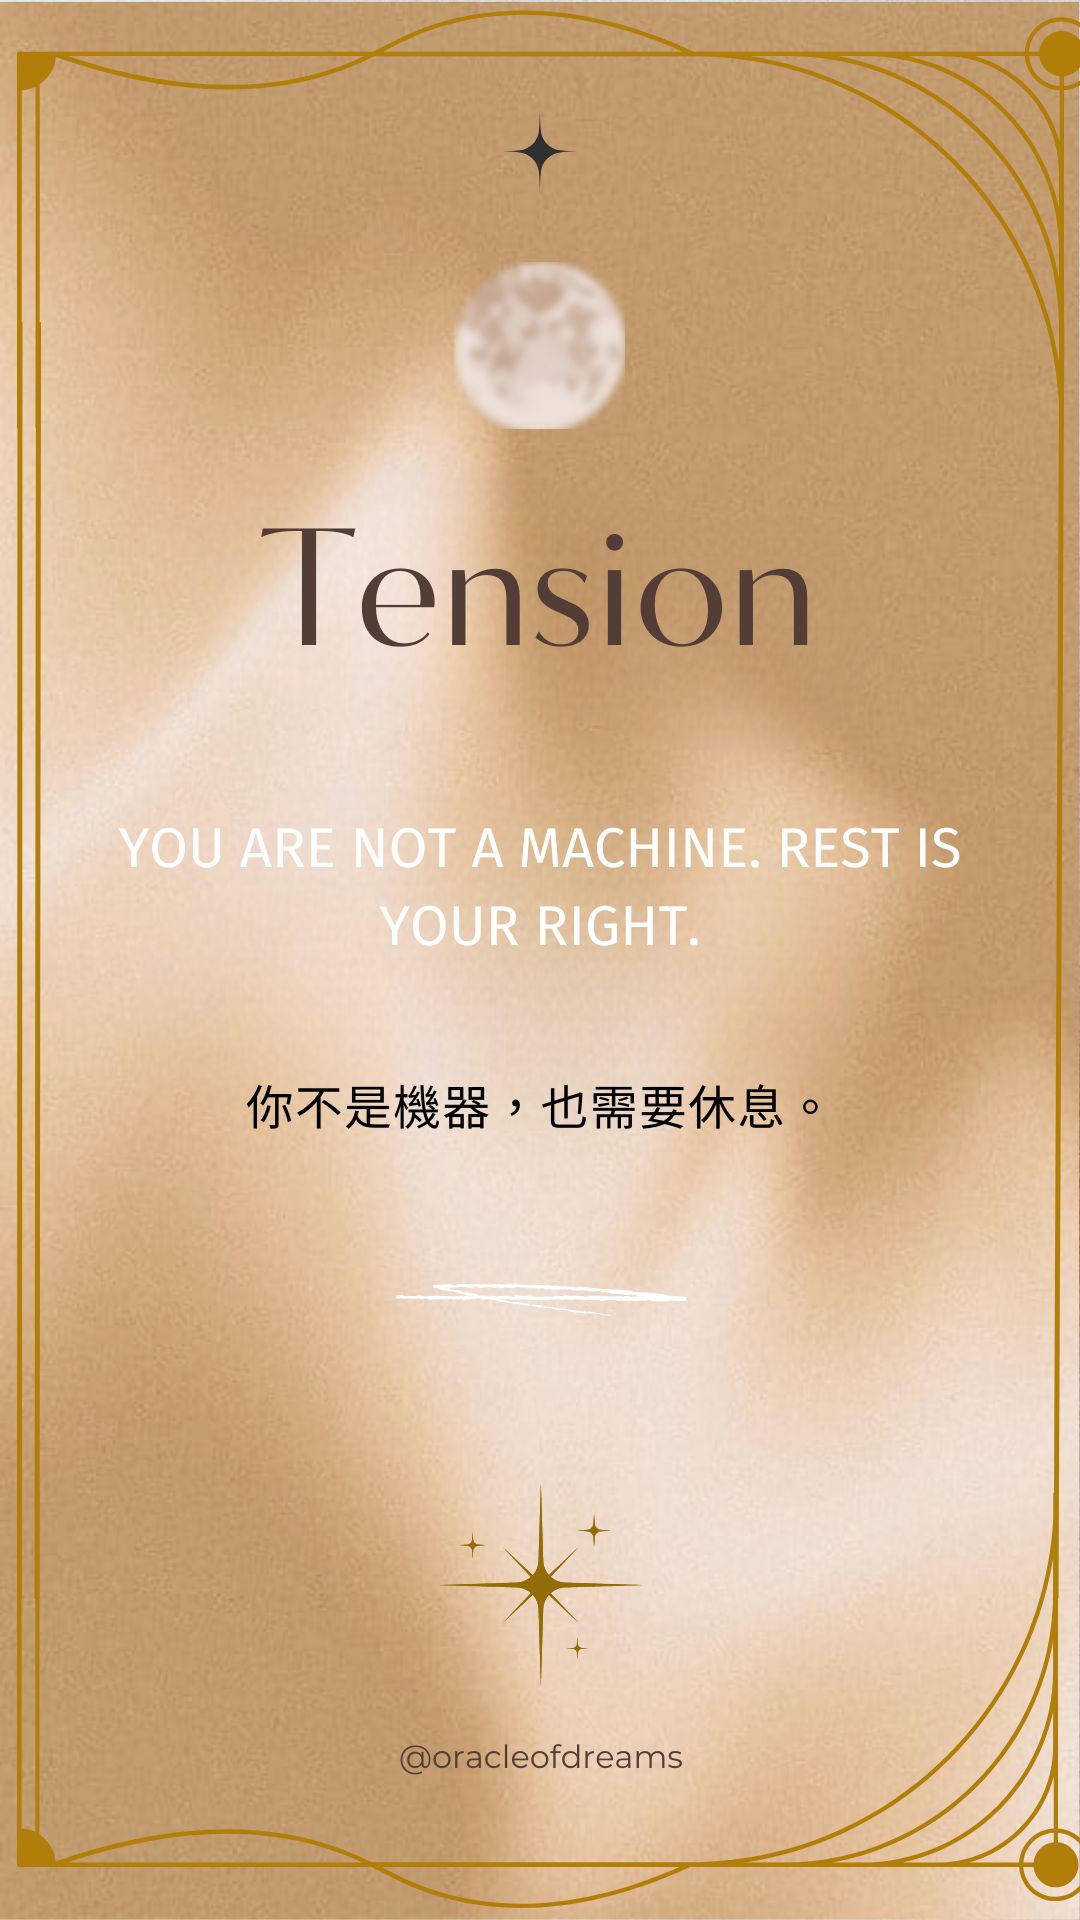 Tension
YOU ARE NOT A MACHINE. REST IS
YOUR RIGHT.
你不是機器，也需要休息。
@oracleofdreams